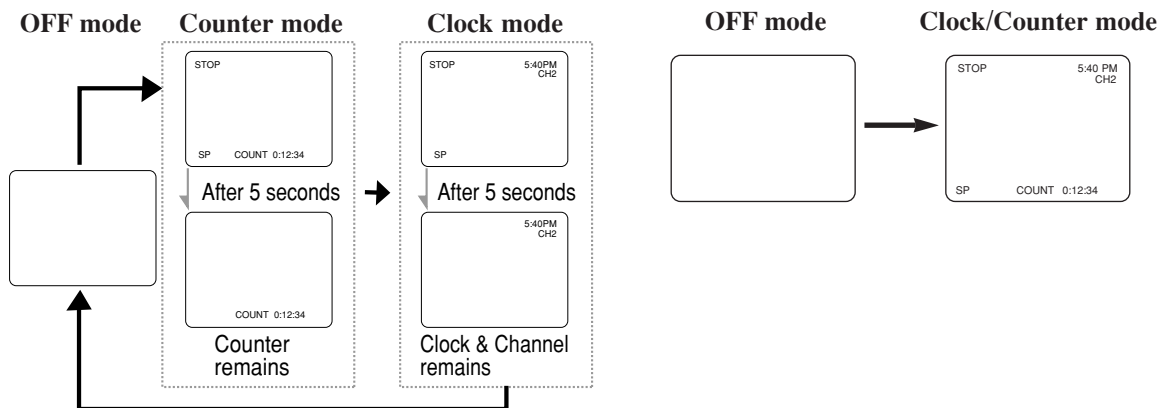 OFF mode
Counter mode
Clock mode
STOP
SP COUNT 0:12:34
After 5 seconds
COUNT 0:12:34
Counter
remains
STOP 5:40PM
CH2
SP
After 5 seconds
5:40PM
CH2
Clock & Channel
remains
OFF mode
Clock/Counter mode
STOP 5:40 PM
CH2
SP COUNT 0:12:34